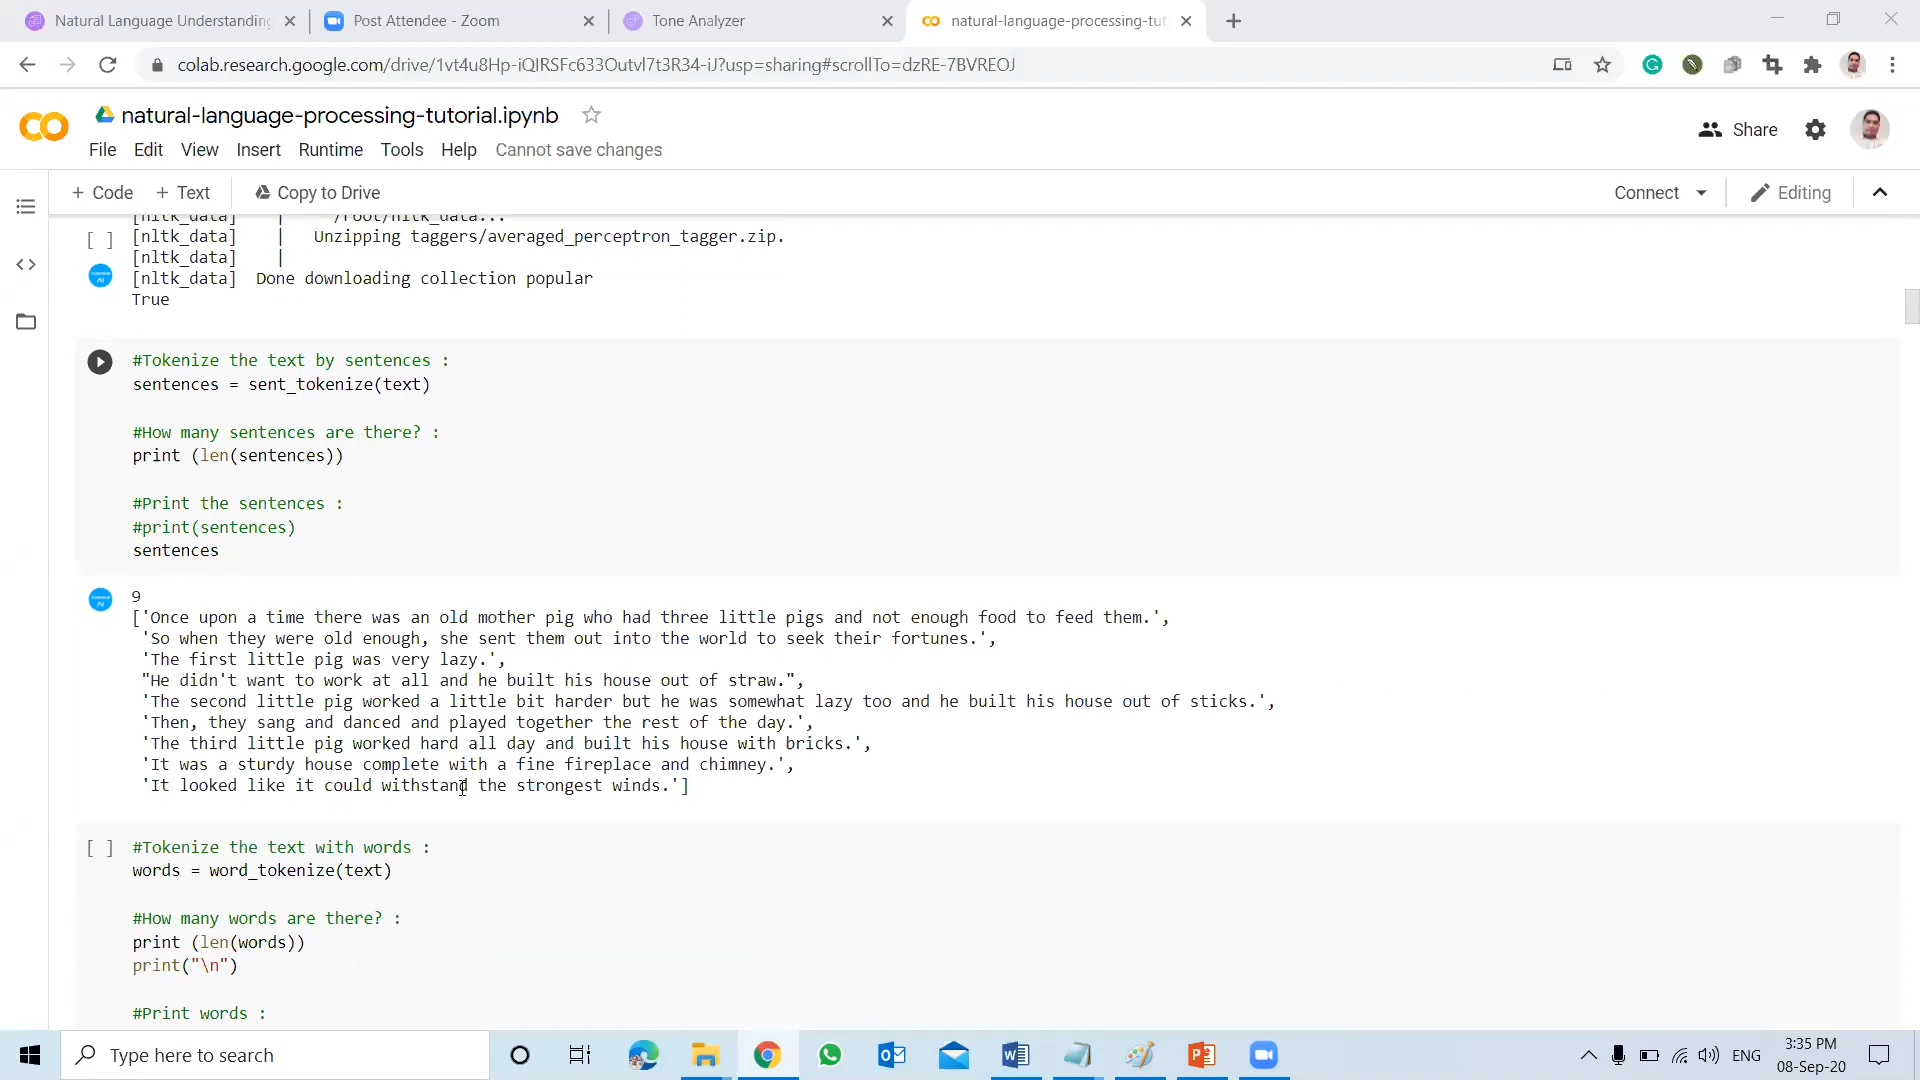 Natural Language Understanding
Post Attendee - Zoom
Tone Analyzer
natural-language-processing-tut
colab.research.google.com/drive/1vt4u8Hp-iQIRSFc633Outvl7t3R34-iJ?usp=sharing#scrollTo=dzRE-7BVREOJ
natural-language-processing-tutorial.ipynb
Share
File Edit View Insert Runtime Tools Help Cannot save changes
+ Code + Text Copy to Drive
Connect Editing
[nltk_data] | /root/nltk_data...
[ ] [nltk_data] | Unzipping taggers/averaged_perceptron_tagger.zip.
[nltk_data] |
[nltk_data] Done downloading collection popular
True
#Tokenize the text by sentences :
sentences = sent_tokenize(text)
#How many sentences are there? :
print (len(sentences))
#Print the sentences :
#print(sentences)
sentences
9
['Once upon a time there was an old mother pig who had three little pigs and not enough food to feed them.',
'So when they were old enough, she sent them out into the world to seek their fortunes.',
'The first little pig was very lazy.',
"He didn't want to work at all and he built his house out of straw.",
'The second little pig worked a little bit harder but he was somewhat lazy too and he built his house out of sticks.',
'Then, they sang and danced and played together the rest of the day.',
'The third little pig worked hard all day and built his house with bricks.',
'It was a sturdy house complete with a fine fireplace and chimney.',
'It looked like it could withstand the strongest winds.']
[ ] #Tokenize the text with words :
words = word_tokenize(text)
#How many words are there? :
print (len(words))
print("\n")
#Print words :
Type here to search
ENG
3:35 PM
08-Sep-20